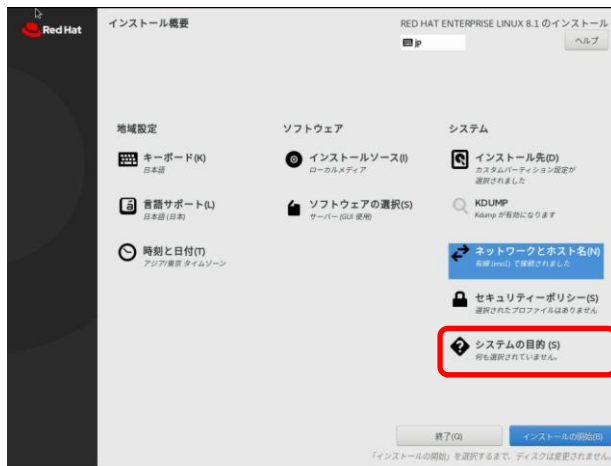 Red Hat
インストール概要
RED HAT ENTERPRISE LINUX 8.1 のインストール
jp
ヘルプ
地域設定
キーボード(K)
日本語
言語サポート(L)
日本語 (日本)
時刻と日付(T)
アジア/東京 タイムゾーン
ソフトウェア
インストールソース(I)
ローカルメディア
ソフトウェアの選択(S)
サーバー (GUI 使用)
システム
インストール先(D)
カスタムパーティション設定が
選択されました
KDUMP
Kdump が有効になります
ネットワークとホスト名(N)
有線 (eno1) で接続されました
セキュリティーポリシー(S)
選択されたプロファイルはありません
システムの目的 (S)
何も選択されていません。
終了(Q)
インストールの開始(B)
「インストールの開始」を選択するまで、ディスクは変更されません。